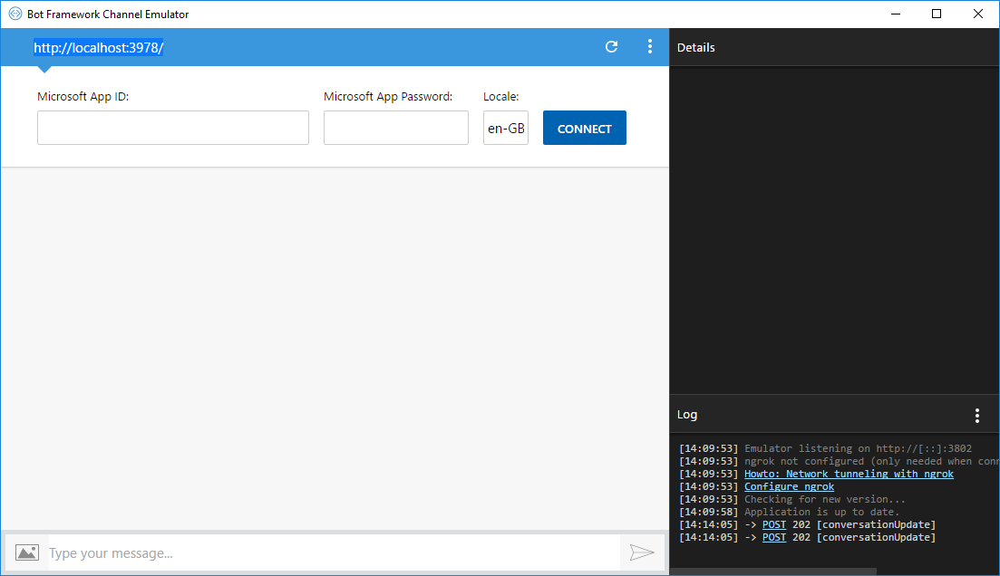 Bot Framework Channel Emulator
http://localhost:3978/
Microsoft App ID:
Microsoft App Password:
Locale:
en-GB
CONNECT
Type your message...
Details
Log
[14:09:53] Emulator listening on http://[::]:3802
[14:09:53] ngrok not configured (only needed when conn
[14:09:53] Howto: Network tunneling with ngrok
[14:09:53] Configure ngrok
[14:09:53] Checking for new version...
[14:09:58] Application is up to date.
[14:14:05] -> POST 202 [conversationUpdate]
[14:14:05] -> POST 202 [conversationUpdate]